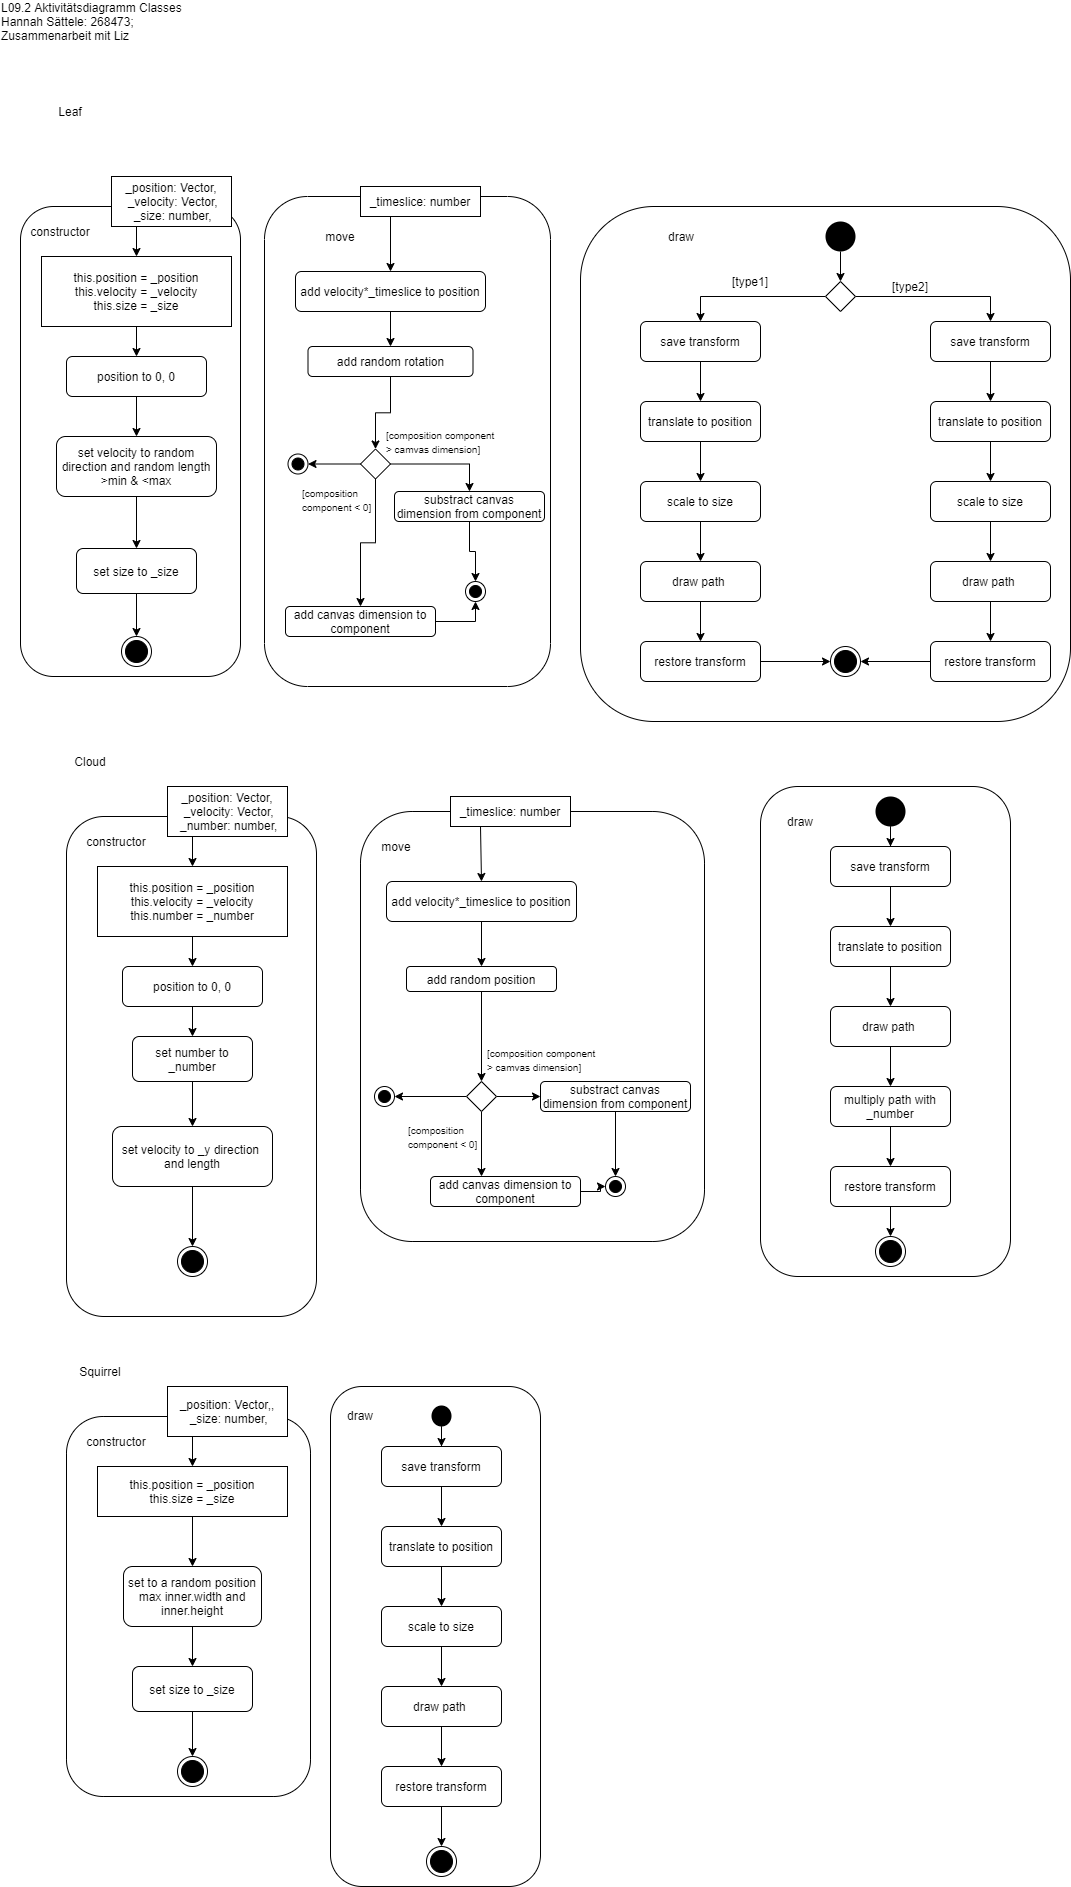 L09.2 Aktivitätsdiagramm Classes
Hannah Sättele: 268473;
Zusammenarbeit mit Liz
Leaf
_position: Vector,
_velocity: Vector,
_size: number,
constructor
this.position = _position
this.velocity = _velocity
this.size = _size
position to 0, 0
set velocity to random
direction and random length
>min & <max
set size to _size
_timeslice: number
move
add velocity*_timeslice to position
add random rotation
[composition component
> camvas dimension]
[composition
component < 0]
substract canvas
dimension from component
add canvas dimension to
component
draw
[type1]
[type2]
save transform
translate to position
scale to size
draw path
restore transform
save transform
translate to position
scale to size
draw path
restore transform
Cloud
_position: Vector,
_velocity: Vector,
_number: number,
constructor
this.position = _position
this.velocity = _velocity
this.number = _number
position to 0, 0
set number to
_number
set velocity to _y direction
and length
_timeslice: number
move
add velocity*_timeslice to position
add random position
[composition component
> camvas dimension]
substract canvas
dimension from component
[composition
component < 0]
add canvas dimension to
component
draw
save transform
translate to position
draw path
multiply path with
_number
restore transform
Squirrel
_position: Vector,,
_size: number,
constructor
this.position = _position
this.size = _size
set to a random position
max inner.width and
inner.height
set size to _size
draw
save transform
translate to position
scale to size
draw path
restore transform